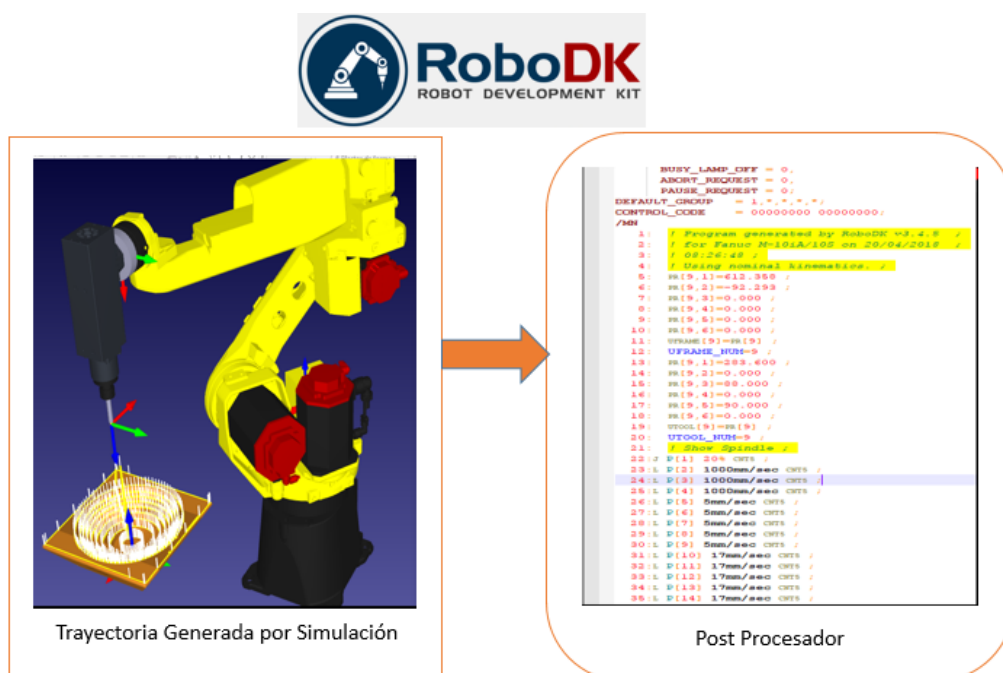 RoboDK
ROBOT DEVELOPMENT KIT
BUSY_LAMP_OFF = 0,
ABORT_REQUEST = 0,
PAUSE_REQUEST = 0;
DEFAULT_GROUP = 1,*,*,*,*;
CONTROL_CODE = 00000000 00000000;
/MN
1: ! Program generated by RoboDK v3.4.8 ;
2: ! for Fanuc M-10iA/10S on 20/04/2018 ;
3: ! 08:26:48 ;
4: ! Using nominal kinematics. ;
5: PR[9,1]=612.358 ;
6: PR[9,2]=-92.293 ;
7: PR[9,3]=0.000 ;
8: PR[9,4]=0.000 ;
9: PR[9,5]=0.000 ;
10: PR[9,6]=0.000 ;
11: UFRAME[9]=PR[9] ;
12: UFRAME_NUM=9 ;
13: PR[9,1]=283.600 ;
14: PR[9,2]=0.000 ;
15: PR[9,3]=88.000 ;
16: PR[9,4]=0.000 ;
17: PR[9,5]=90.000 ;
18: PR[9,6]=0.000 ;
19: UTOOL[9]=PR[9] ;
20: UTOOL_NUM=9 ;
21: ! Show Spindle ;
22:J P[1] 20% CNT5 ;
23:L P[2] 1000mm/sec CNT5 ;
24:L P[3] 1000mm/sec CNT5 ;
25:L P[4] 1000mm/sec CNT5 ;
26:L P[5] 5mm/sec CNT5 ;
27:L P[6] 5mm/sec CNT5 ;
28:L P[7] 5mm/sec CNT5 ;
29:L P[8] 5mm/sec CNT5 ;
30:L P[9] 5mm/sec CNT5 ;
31:L P[10] 17mm/sec CNT5 ;
32:L P[11] 17mm/sec CNT5 ;
33:L P[12] 17mm/sec CNT5 ;
34:L P[13] 17mm/sec CNT5 ;
35:L P[14] 17mm/sec CNT5 ;
Trayectoria Generada por Simulación
Post Procesador